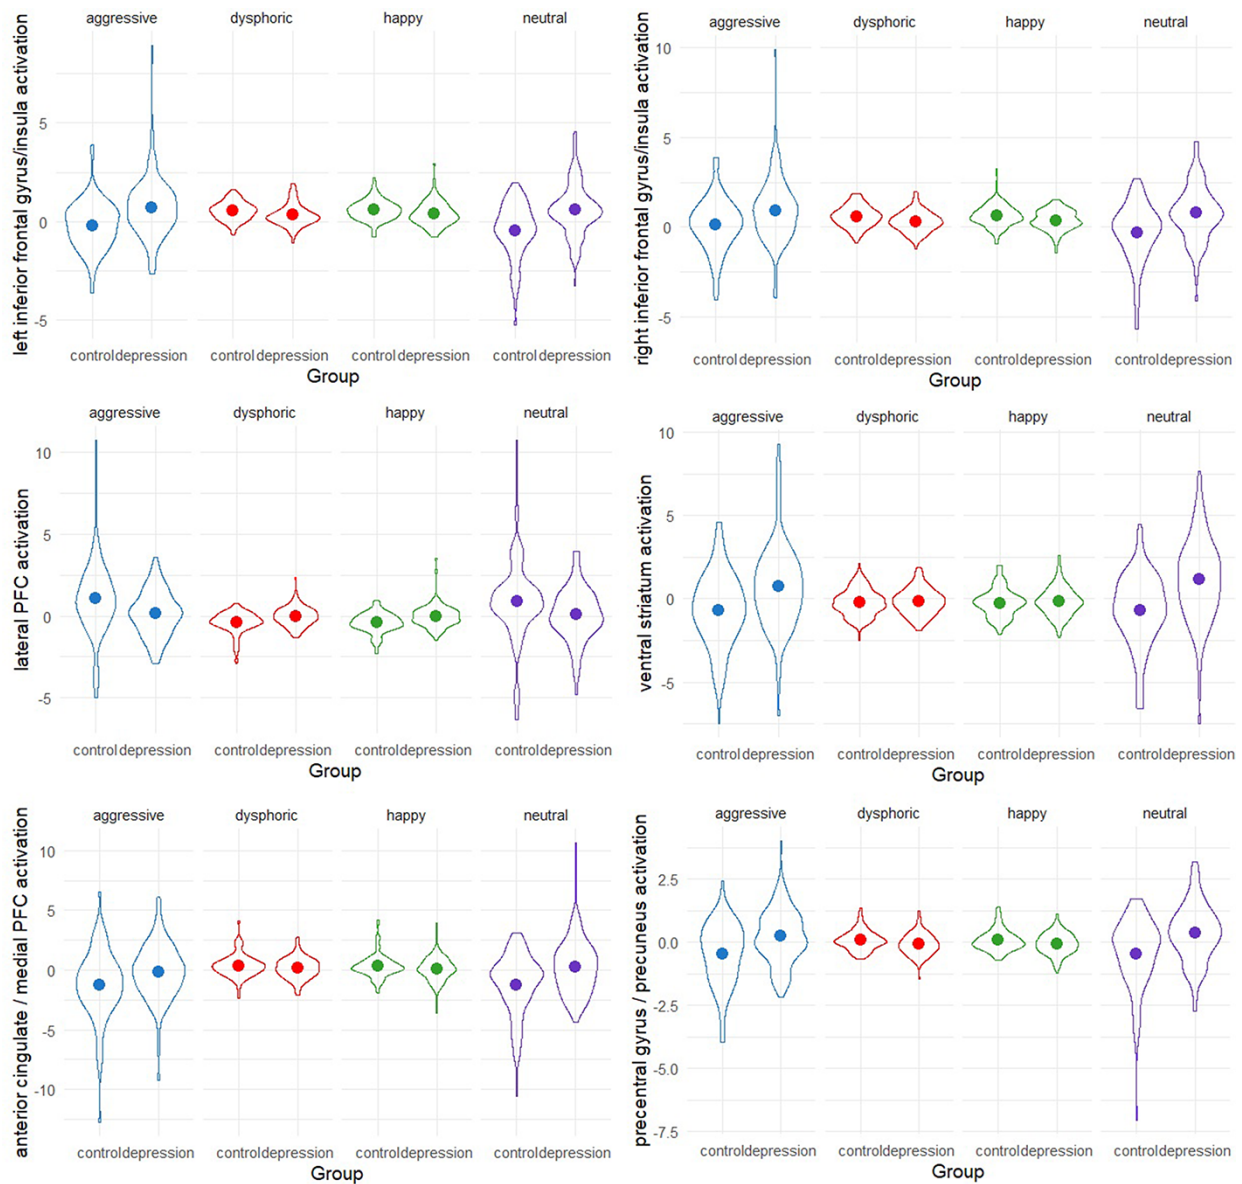 left inferior frontal gyrus/insula activation
aggressive dysphoric happy neutral
5
0
-5
control depression control depression control depression control depression
Group
right inferior frontal gyrus/insula activation
aggressive dysphoric happy neutral
10
5
0
-5
control depression control depression control depression control depression
Group
lateral PFC activation
aggressive dysphoric happy neutral
10
5
0
-5
control depression control depression control depression control depression
Group
ventral striatum activation
aggressive dysphoric happy neutral
10
5
0
-5
control depression control depression control depression control depression
Group
anterior cingulate / medial PFC activation
aggressive dysphoric happy neutral
10
5
0
-5
-10
control depression control depression control depression control depression
Group
precentral gyrus / precuneus activation
aggressive dysphoric happy neutral
2.5
0.0
-2.5
-5.0
-7.5
control depression control depression control depression control depression
Group